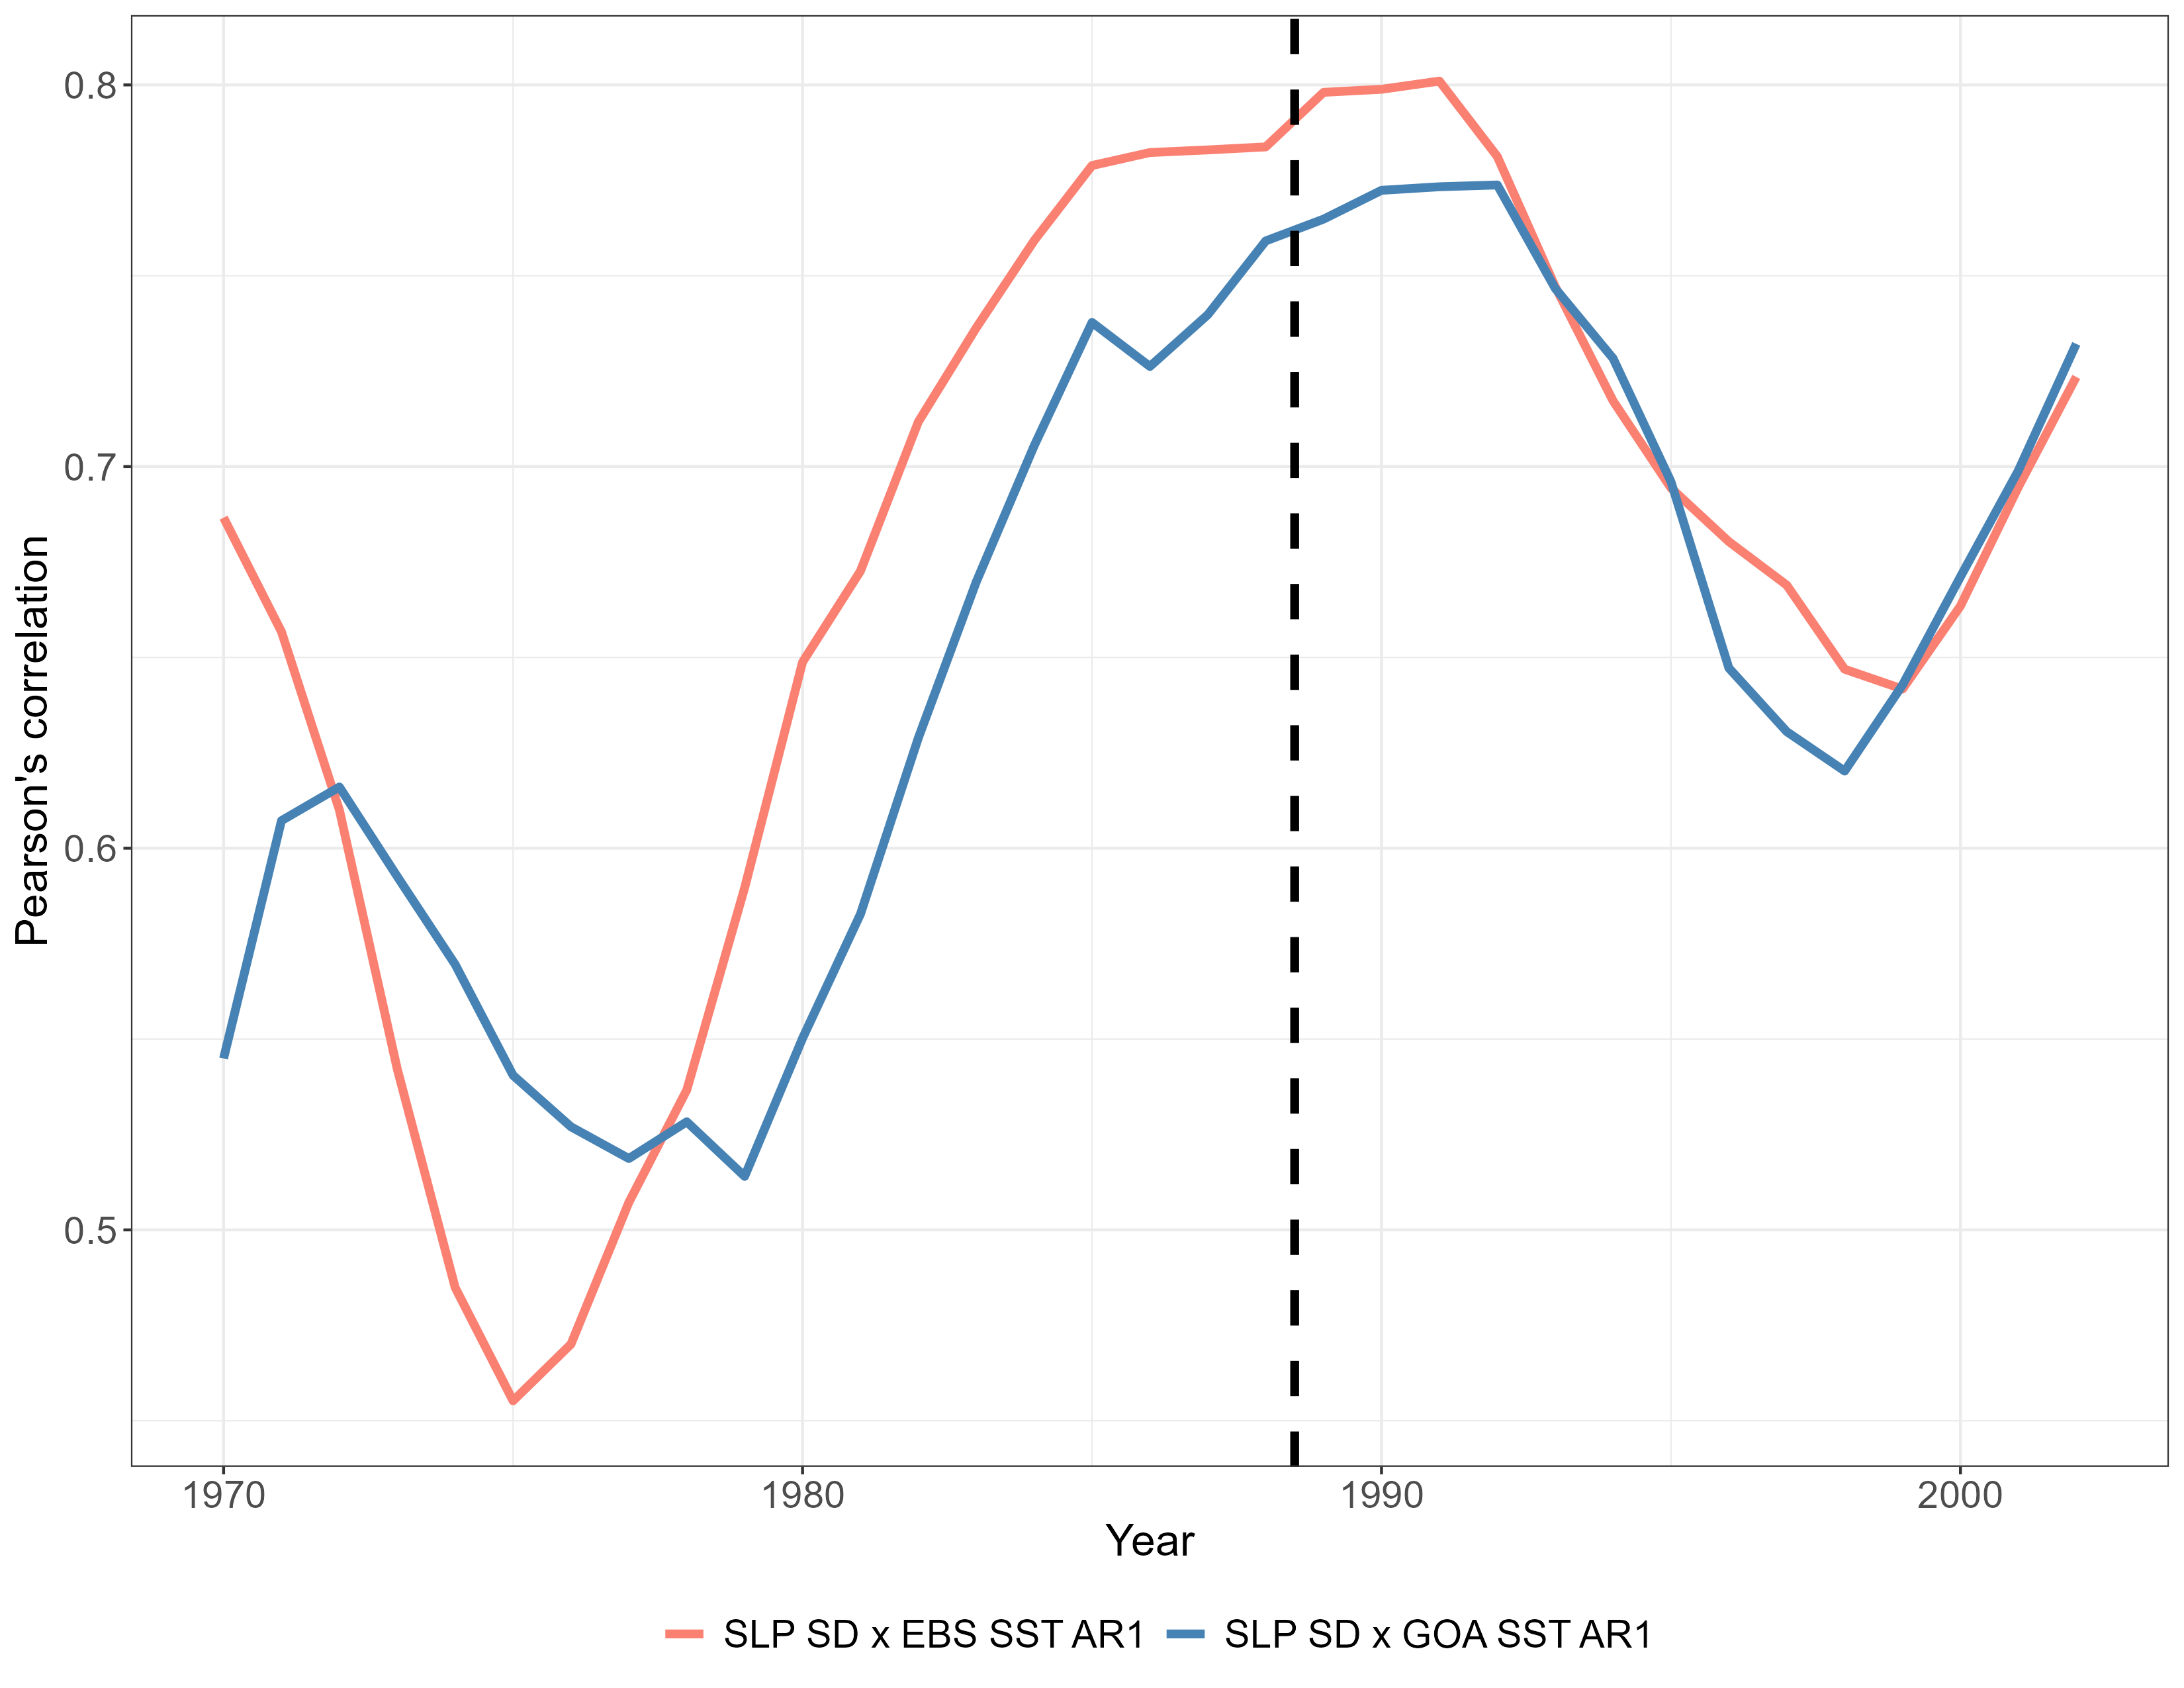 Pearson's correlation
0.8
0.7
0.6
0.5
1970 1980 1990 2000
Year
SLP SD x EBS SST AR1 SLP SD x GOA SST AR1